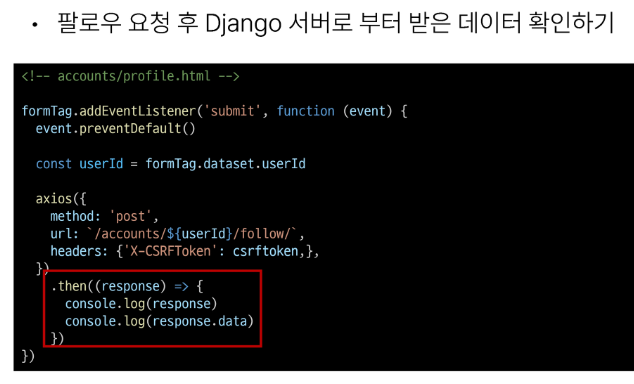 • 팔로우 요청 후 Django 서버로 부터 받은 데이터 확인하기
<!-- accounts/profile.html -->
formTag.addEventListener('submit', function (event) {
  event.preventDefault()
  const userId = formTag.dataset.userId
  axios({
    method: 'post',
    url: `/accounts/${userId}/follow/`,
    headers: {'X-CSRFToken': csrftoken,},
  })
    .then((response) => {
      console.log(response)
      console.log(response.data)
    })
})